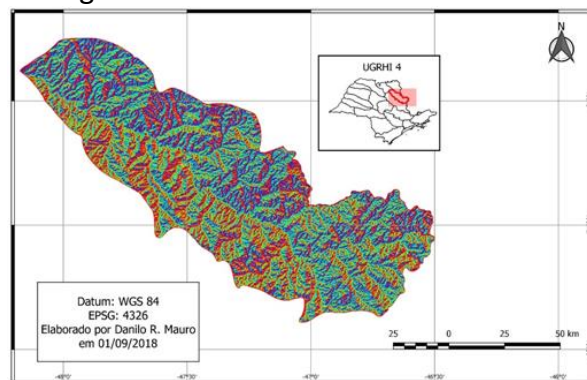 UGRHI 4
N
Datum: WGS 84
EPSG: 4326
Elaborado por Danilo R. Mauro
em 01/09/2018
25 0 25 50 km
-48°0' -47°30' -47°0' -46°30' -46°0'